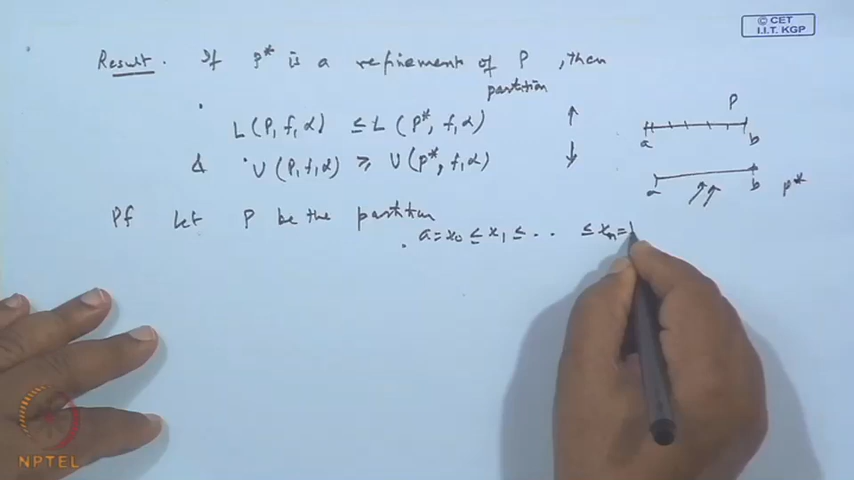 © CET
I.I.T. KGP
Result. If P* is a refinement of P, then
partition
L(P, f, α) ≤ L(P*, f, α) ↑
& U(P, f, α) ≥ U(P*, f, α) ↓
P
a b
a b P*
Pf Let P be the partition
a = x₀ ≤ x₁ ≤ .. ≤ xₙ =
NPTEL